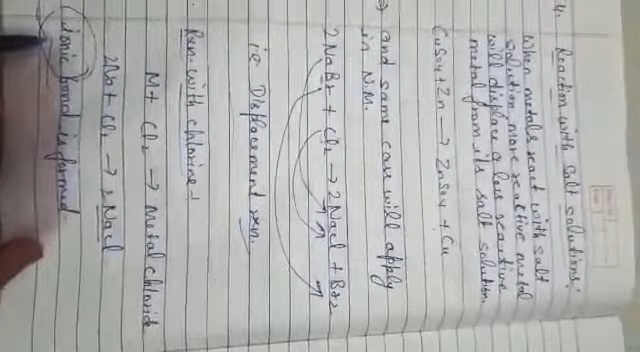 4. Reaction with Salt solutions:
When metals react with salt
solution, more reactive metal
will displace a less reactive
metal from its salt solution.
CuSO4 + Zn → ZnSO4 + Cu
⇒ and same case will apply
in N.M.
2NaBr + Cl2 → 2NaCl + Br2
is Displacement rxn.
Rxn. with chlorine:-
M + Cl2 → Metal chloride
2Na + Cl2 → 2NaCl
ionic bond is formed